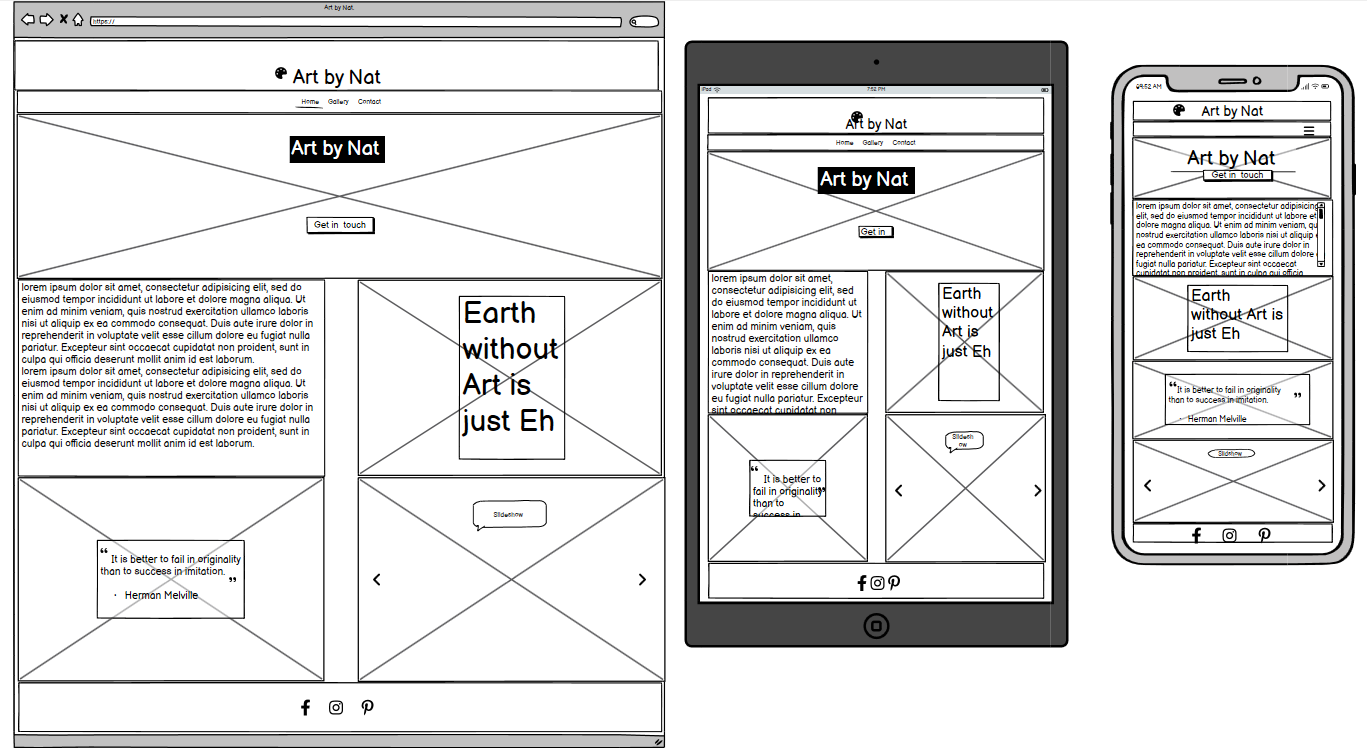 Art by Nat.
https://
Art by Nat
Home Gallery Contact
Art by Nat
Get in touch
lorem ipsum dolor sit amet, consectetur adipisicing elit, sed do
eiusmod tempor incididunt ut labore et dolore magna aliqua. Ut
enim ad minim veniam, quis nostrud exercitation ullamco laboris
nisi ut aliquip ex ea commodo consequat. Duis aute irure dolor in
reprehenderit in voluptate velit esse cillum dolore eu fugiat nulla
pariatur. Excepteur sint occaecat cupidatat non proident, sunt in
culpa qui officia deserunt mollit anim id est laborum.
lorem ipsum dolor sit amet, consectetur adipisicing elit, sed do
eiusmod tempor incididunt ut labore et dolore magna aliqua. Ut
enim ad minim veniam, quis nostrud exercitation ullamco laboris
nisi ut aliquip ex ea commodo consequat. Duis aute irure dolor in
reprehenderit in voluptate velit esse cillum dolore eu fugiat nulla
pariatur. Excepteur sint occaecat cupidatat non proident, sunt in
culpa qui officia deserunt mollit anim id est laborum.
Earth
without
Art is
just Eh
“ It is better to fail in originality
than to success in imitation. ”
· Herman Melville
Slideshow
iPod
7:52 PM
Art by Nat
Home Gallery Contact
Art by Nat
Get in
lorem ipsum dolor sit amet,
consectetur adipisicing elit, sed
do eiusmod tempor incididunt ut
labore et dolore magna aliqua. Ut
enim ad minim veniam, quis
nostrud exercitation ullamco
laboris nisi ut aliquip ex ea
commodo consequat. Duis aute
irure dolor in reprehenderit in
voluptate velit esse cillum dolore
eu fugiat nulla pariatur. Excepteur
sint occaecat cupidatat non
Earth
without
Art is
just Eh
“ It is better to
fail in originality”
than to
success in
Slidesh
ow
09:52 AM
Art by Nat
Art by Nat
Get in touch
lorem ipsum dolor sit amet, consectetur adipisicing
elit, sed do eiusmod tempor incididunt ut labore et
dolore magna aliqua. Ut enim ad minim veniam, quis
nostrud exercitation ullamco laboris nisi ut aliquip
ea commodo consequat. Duis aute irure dolor in
reprehenderit in voluptate velit esse cillum dolore
fugiat nulla pariatur. Excepteur sint occaecat
cupidatat non proident, sunt in culpa qui officia
Earth
without Art is
just Eh
“It is better to fail in originality
than to success in imitation. ”
· Herman Melville
Slidshow